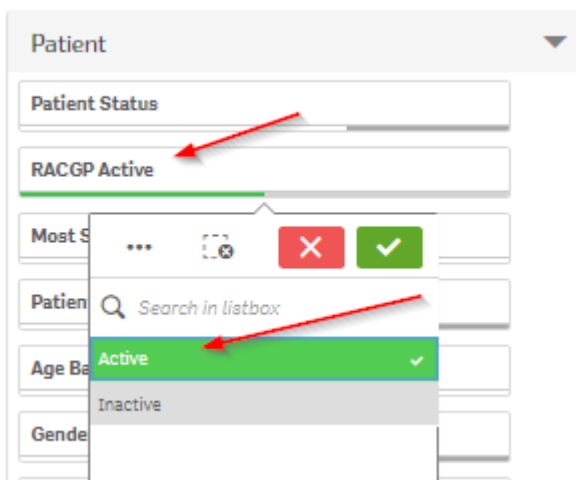 Patient
Patient Status
RACGP Active
Most S
Search in listbox
Patien
Active
Age Ba
Inactive
Gende